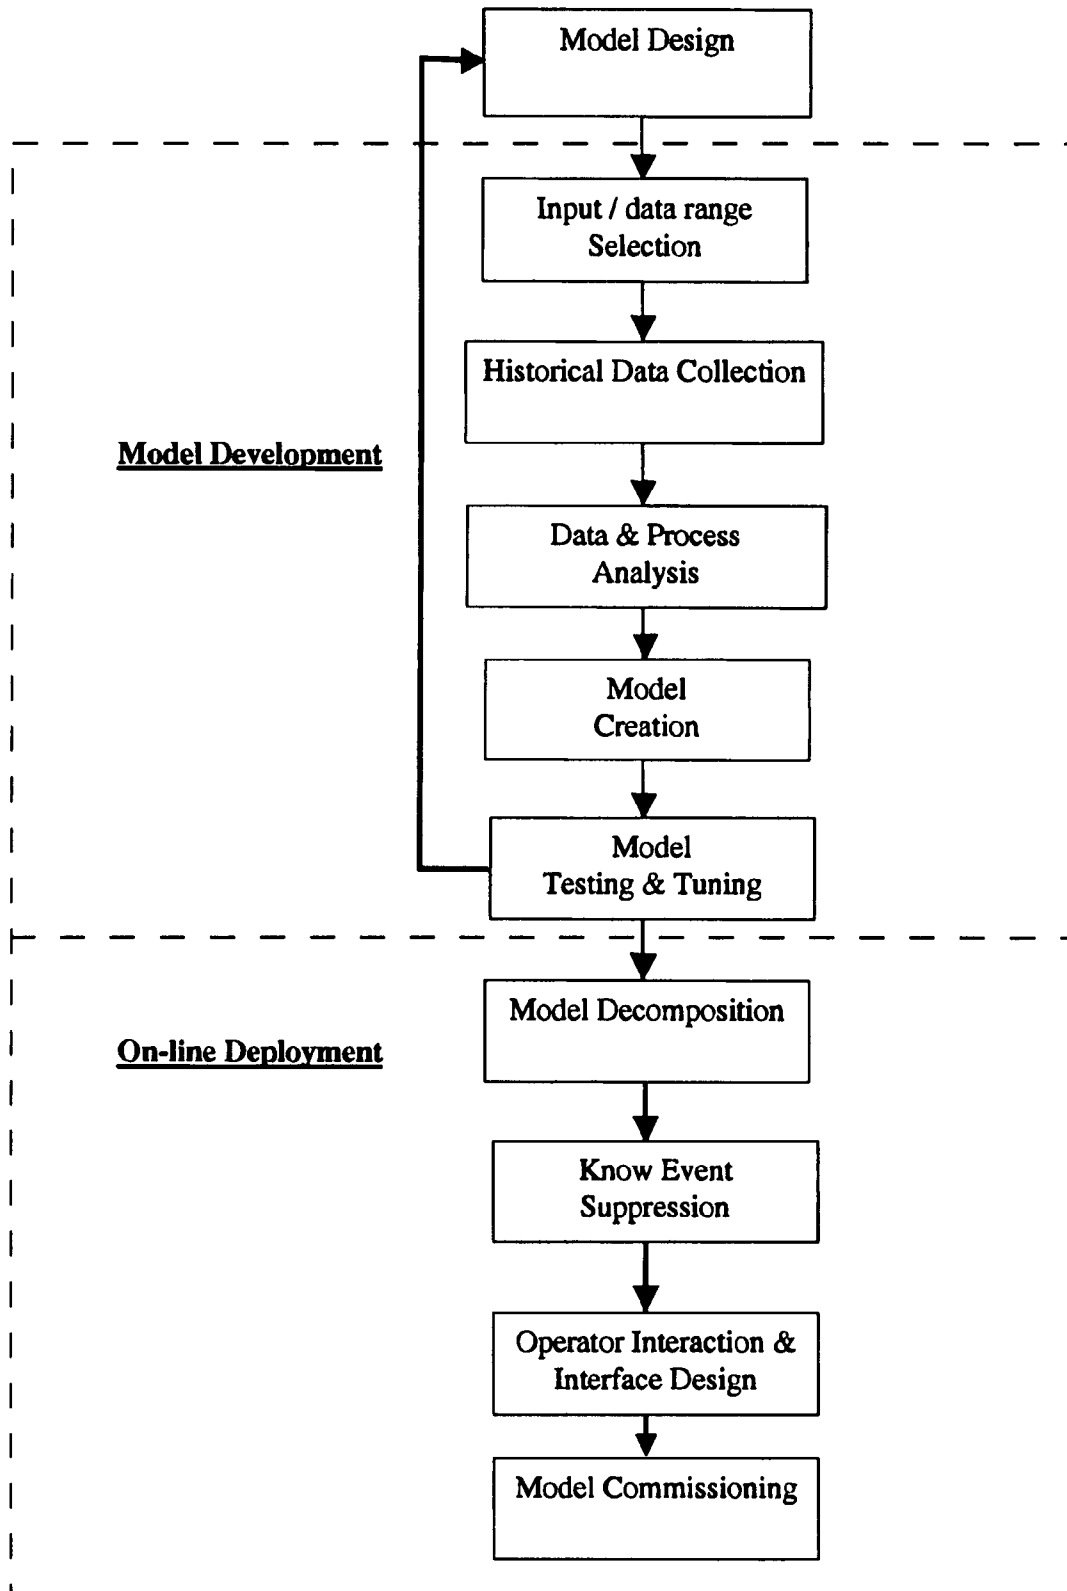 Model Design
Input / data range
Selection
Historical Data Collection
Model Development
Data & Process
Analysis
Model
Creation
Model
Testing & Tuning
Model Decomposition
On-line Deployment
Know Event
Suppression
Operator Interaction &
Interface Design
Model Commissioning